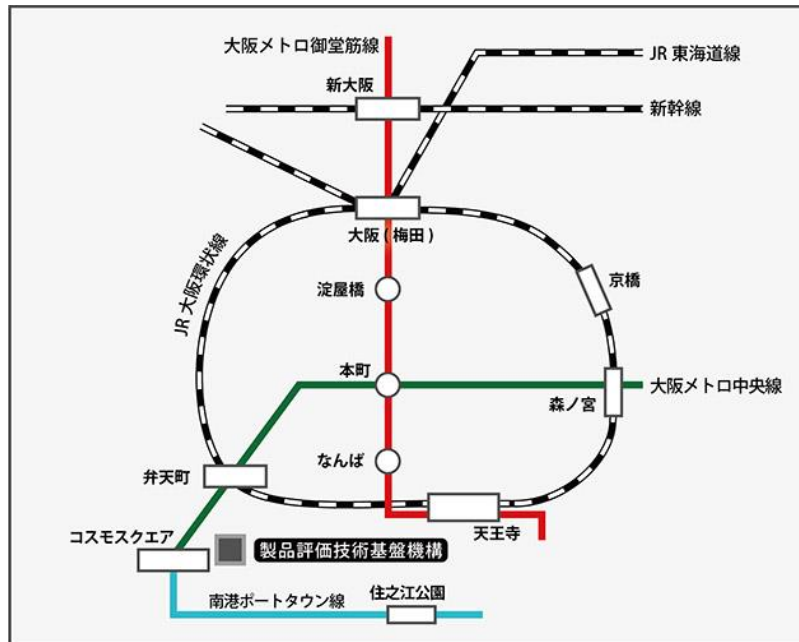 大阪メトロ御堂筋線
JR 東海道線
新大阪
新幹線
大阪(梅田)
JR 大阪環状線
京橋
淀屋橋
本町
大阪メトロ中央線
森ノ宮
なんば
弁天町
天王寺
コスモスクエア
製品評価技術基盤機構
住之江公園
南港ポートタウン線